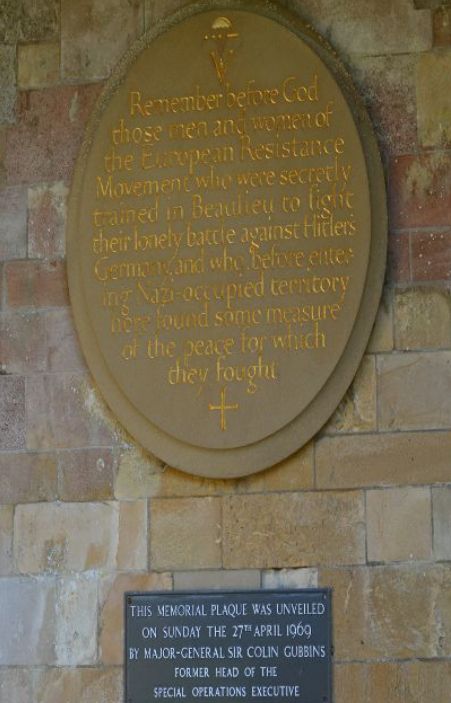 Remember before God
those men and women of
the European Resistance
Movement who were secretly
trained in Beaulieu to fight
their lonely battle against Hitler's
Germany and who, before enter-
ing Nazi-occupied territory
here found some measure
of the peace for which
they fought
THIS MEMORIAL PLAQUE WAS UNVEILED
ON SUNDAY THE 27TH APRIL 1969
BY MAJOR-GENERAL SIR COLIN GUBBINS
FORMER HEAD OF THE
SPECIAL OPERATIONS EXECUTIVE